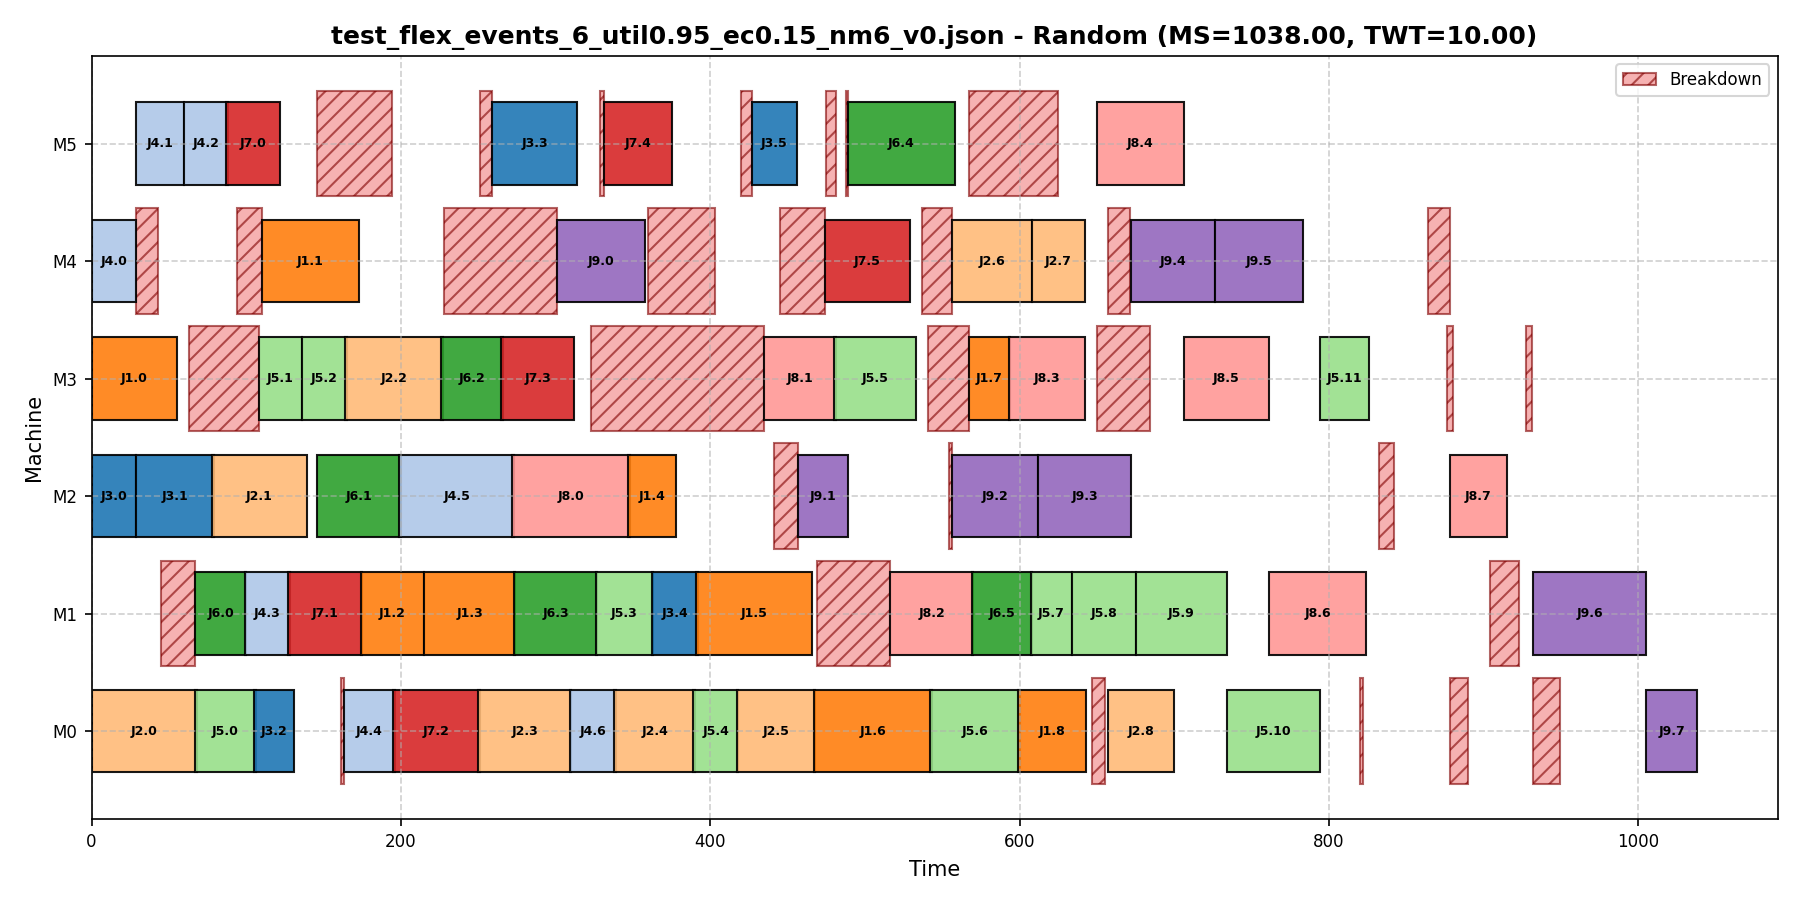 test_flex_events_6_util0.95_ec0.15_nm6_v0.json - Random (MS=1038.00, TWT=10.00)
Breakdown
M5
J4.1 J4.2 J7.0 J3.3 J7.4 J3.5 J6.4 J8.4
M4
J4.0 J1.1 J9.0 J7.5 J2.6 J2.7 J9.4 J9.5
M3
J1.0 J5.1 J5.2 J2.2 J6.2 J7.3 J8.1 J5.5 J1.7 J8.3 J8.5 J5.11
M2
J3.0 J3.1 J2.1 J6.1 J4.5 J8.0 J1.4 J9.1 J9.2 J9.3 J8.7
M1
J6.0 J4.3 J7.1 J1.2 J1.3 J6.3 J5.3 J3.4 J1.5 J8.2 J6.5 J5.7 J5.8 J5.9 J8.6 J9.6
M0
J2.0 J5.0 J3.2 J4.4 J7.2 J2.3 J4.6 J2.4 J5.4 J2.5 J1.6 J5.6 J1.8 J2.8 J5.10 J9.7
Machine
0 200 400 600 800 1000
Time